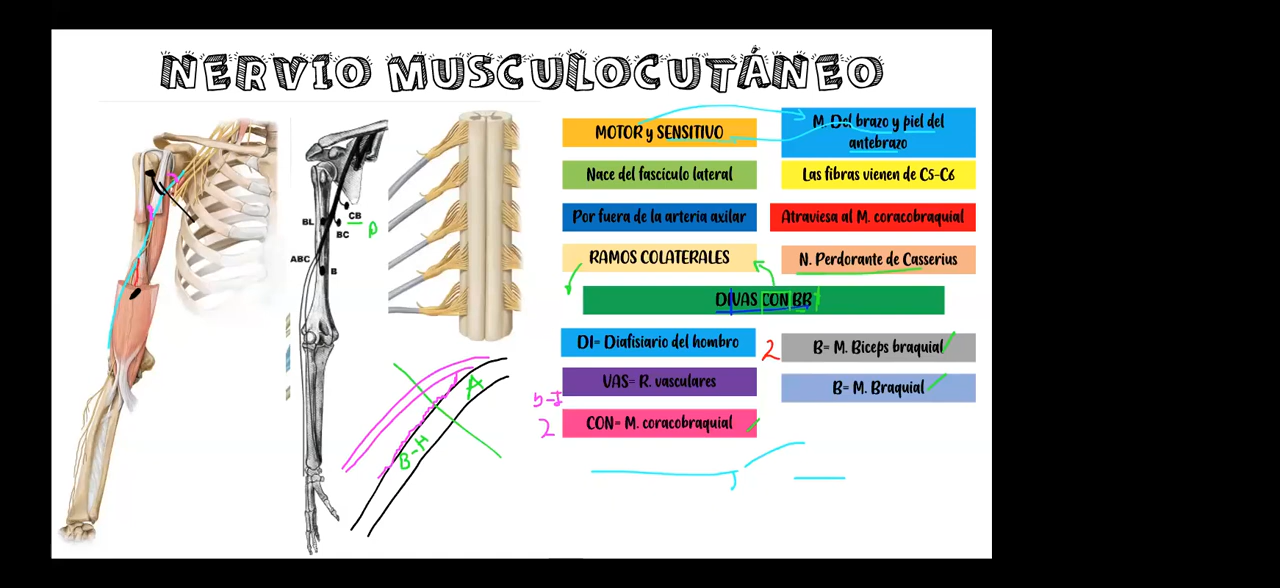 NERVIO MUSCULOCUTÁNEO
MOTOR y SENSITIVO
M. Del brazo y piel del
antebrazo
Nace del fascículo lateral
Las fibras vienen de C5-C6
Por fuera de la arteria axilar
Atraviesa al M. coracobraquial
RAMOS COLATERALES
N. Perdorante de Casserius
DIVAS CON BB
DI= Diafisiario del hombro
2
B= M. Biceps braquial
VAS= R. vasculares
B= M. Braquial
S-I
2
CON= M. coracobraquial
BL
CB
BC
ABC
B
A
B-H